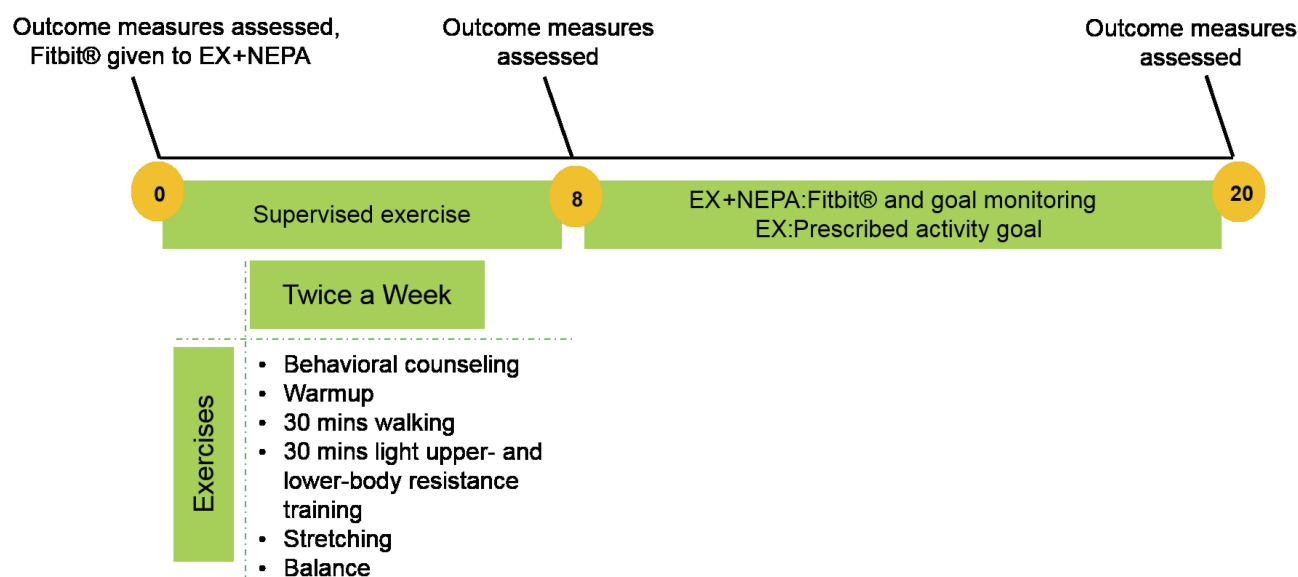 Outcome measures assessed,
Fitbit® given to EX+NEPA
Outcome measures
assessed
Outcome measures
assessed
0
Supervised exercise
8
EX+NEPA:Fitbit® and goal monitoring
EX:Prescribed activity goal
20
Twice a Week
Exercises
• Behavioral counseling
• Warmup
• 30 mins walking
• 30 mins light upper- and
lower-body resistance
training
• Stretching
• Balance